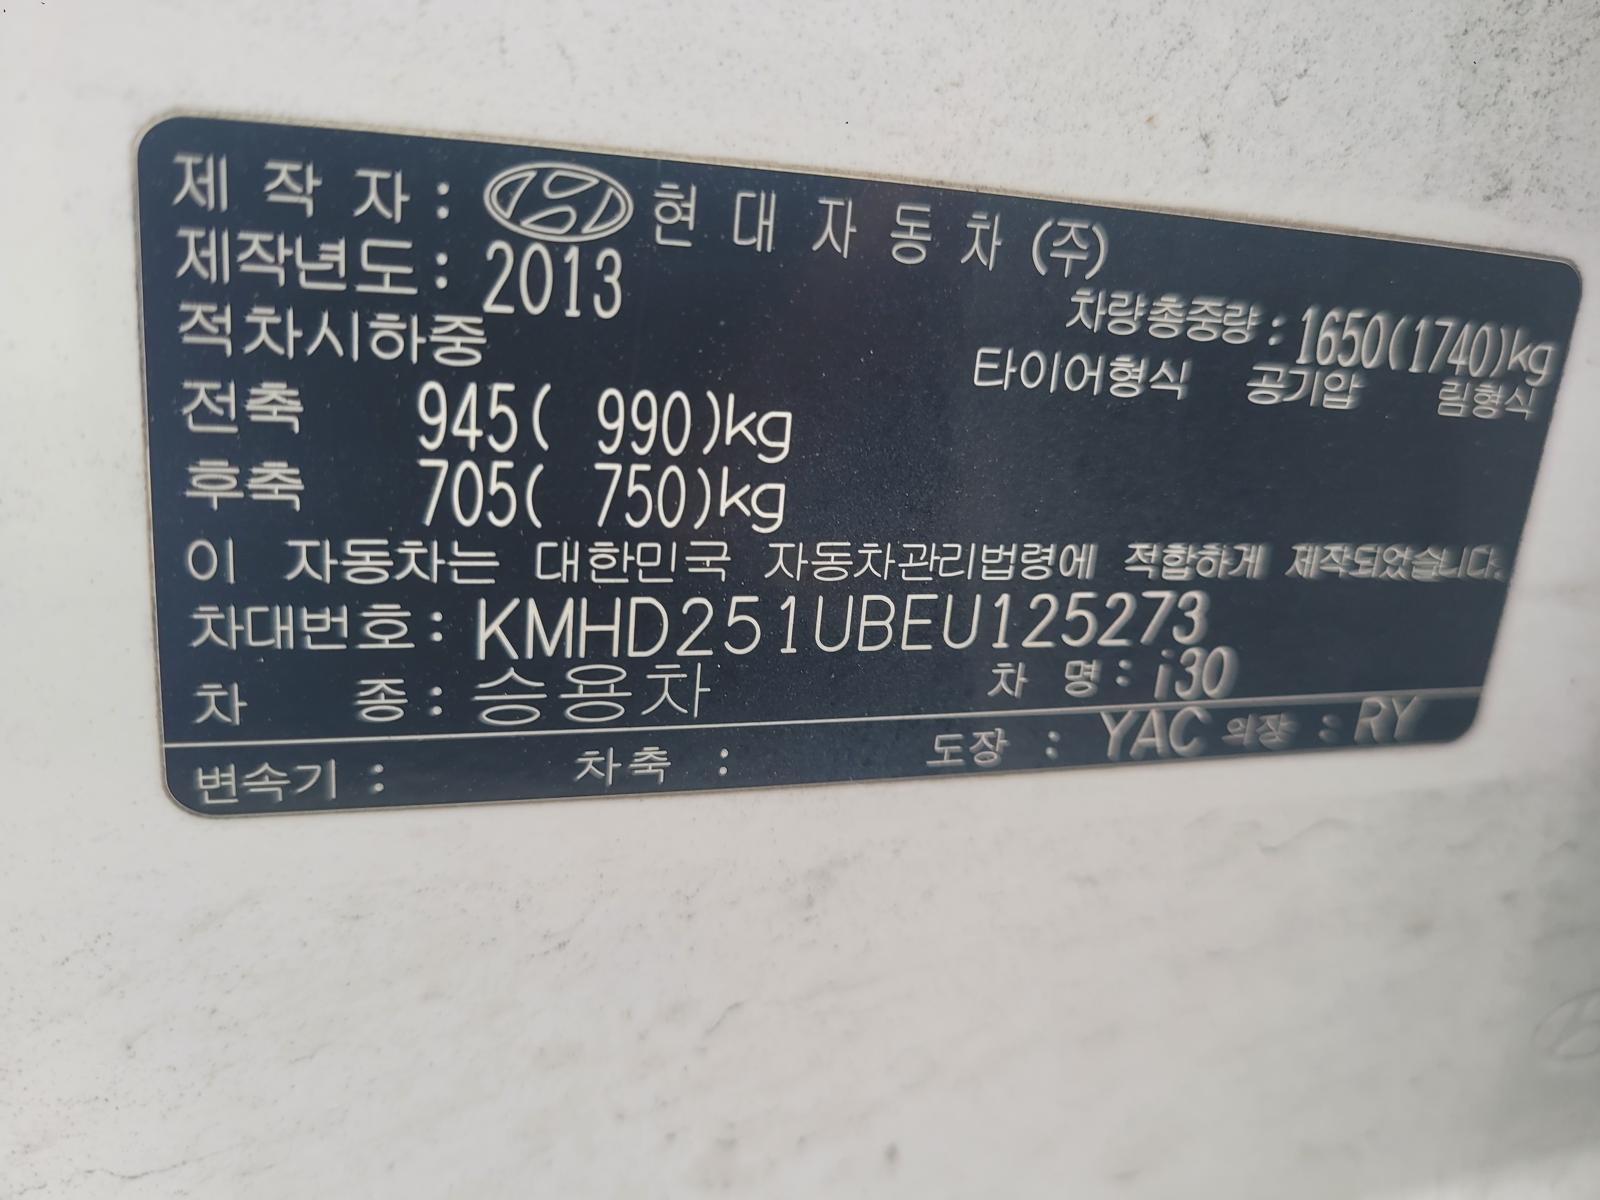 제 작 자 : 현 대 자 동 차 (주)
제작년도 : 2013
차량총중량 : 1650(1740)kg
적차시하중
타이어형식 공기압 림형식
전축 945( 990)kg
후축 705( 750)kg
이 자동차는 대한민국 자동차관리법령에 적합하게 제작되었습니다.
차대번호 : KMHD251UBEU125273
차 종 : 승용차 차 명 : i30
변속기 : 차축 : 도장 : YAC 의장 : RY